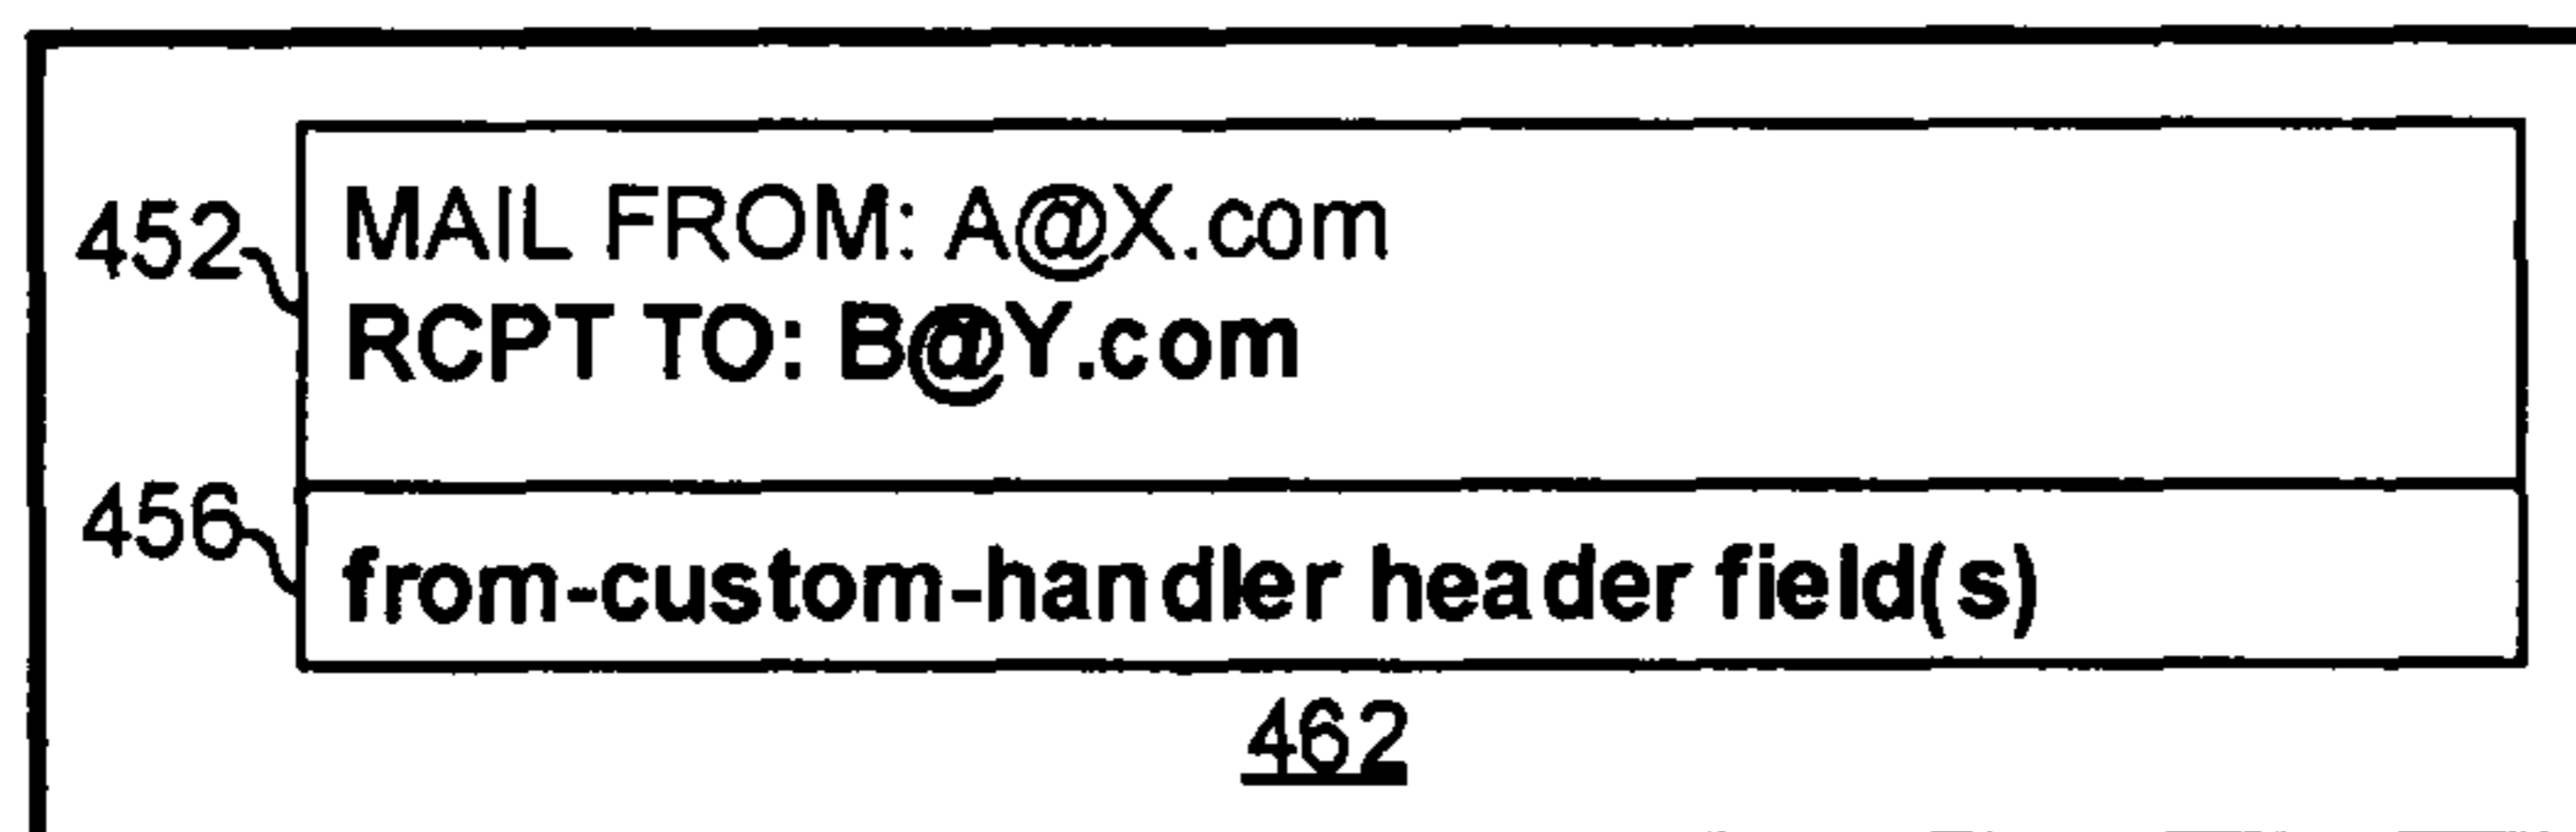 452 MAIL FROM: A@X.com
RCPT TO: B@Y.com
456 from-custom-handler header field(s)
462